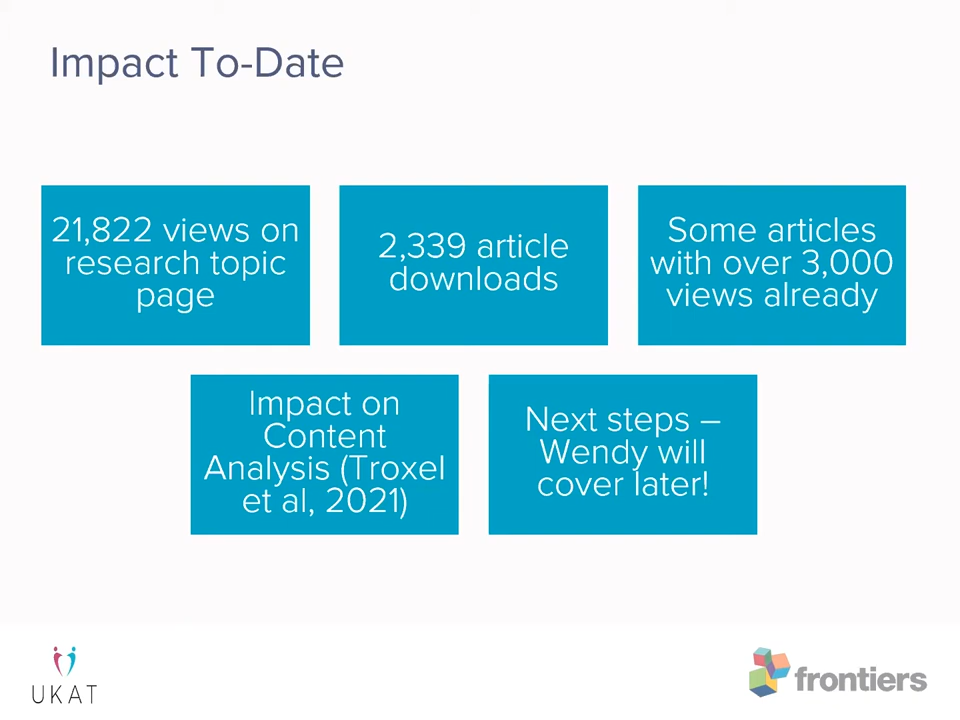 Impact To-Date
21,822 views on
research topic
page
2,339 article
downloads
Some articles
with over 3,000
views already
Impact on
Content
Analysis (Troxel
et al, 2021)
Next steps –
Wendy will
cover later!
UKAT
frontiers